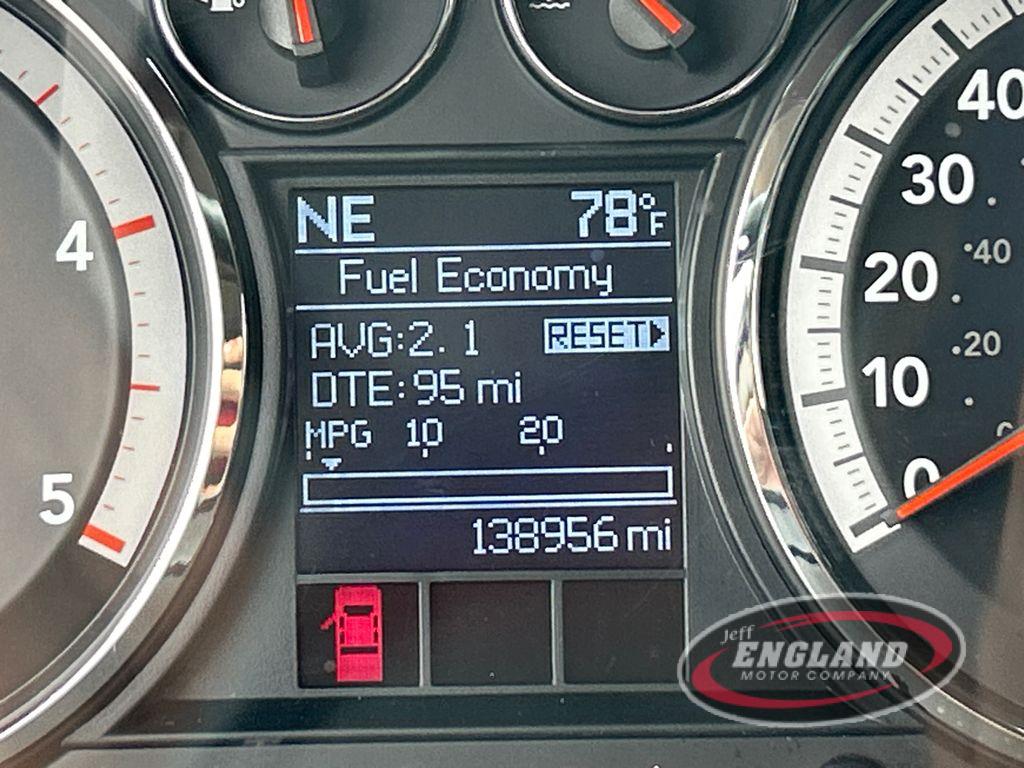 NE 78°F
Fuel Economy
AVG:2. 1 RESET
DTE: 95 mi
MPG 10 20
138956 mi
4
5
40
30
20
10
0
40
20
Jeff
ENGLAND
MOTOR COMPANY